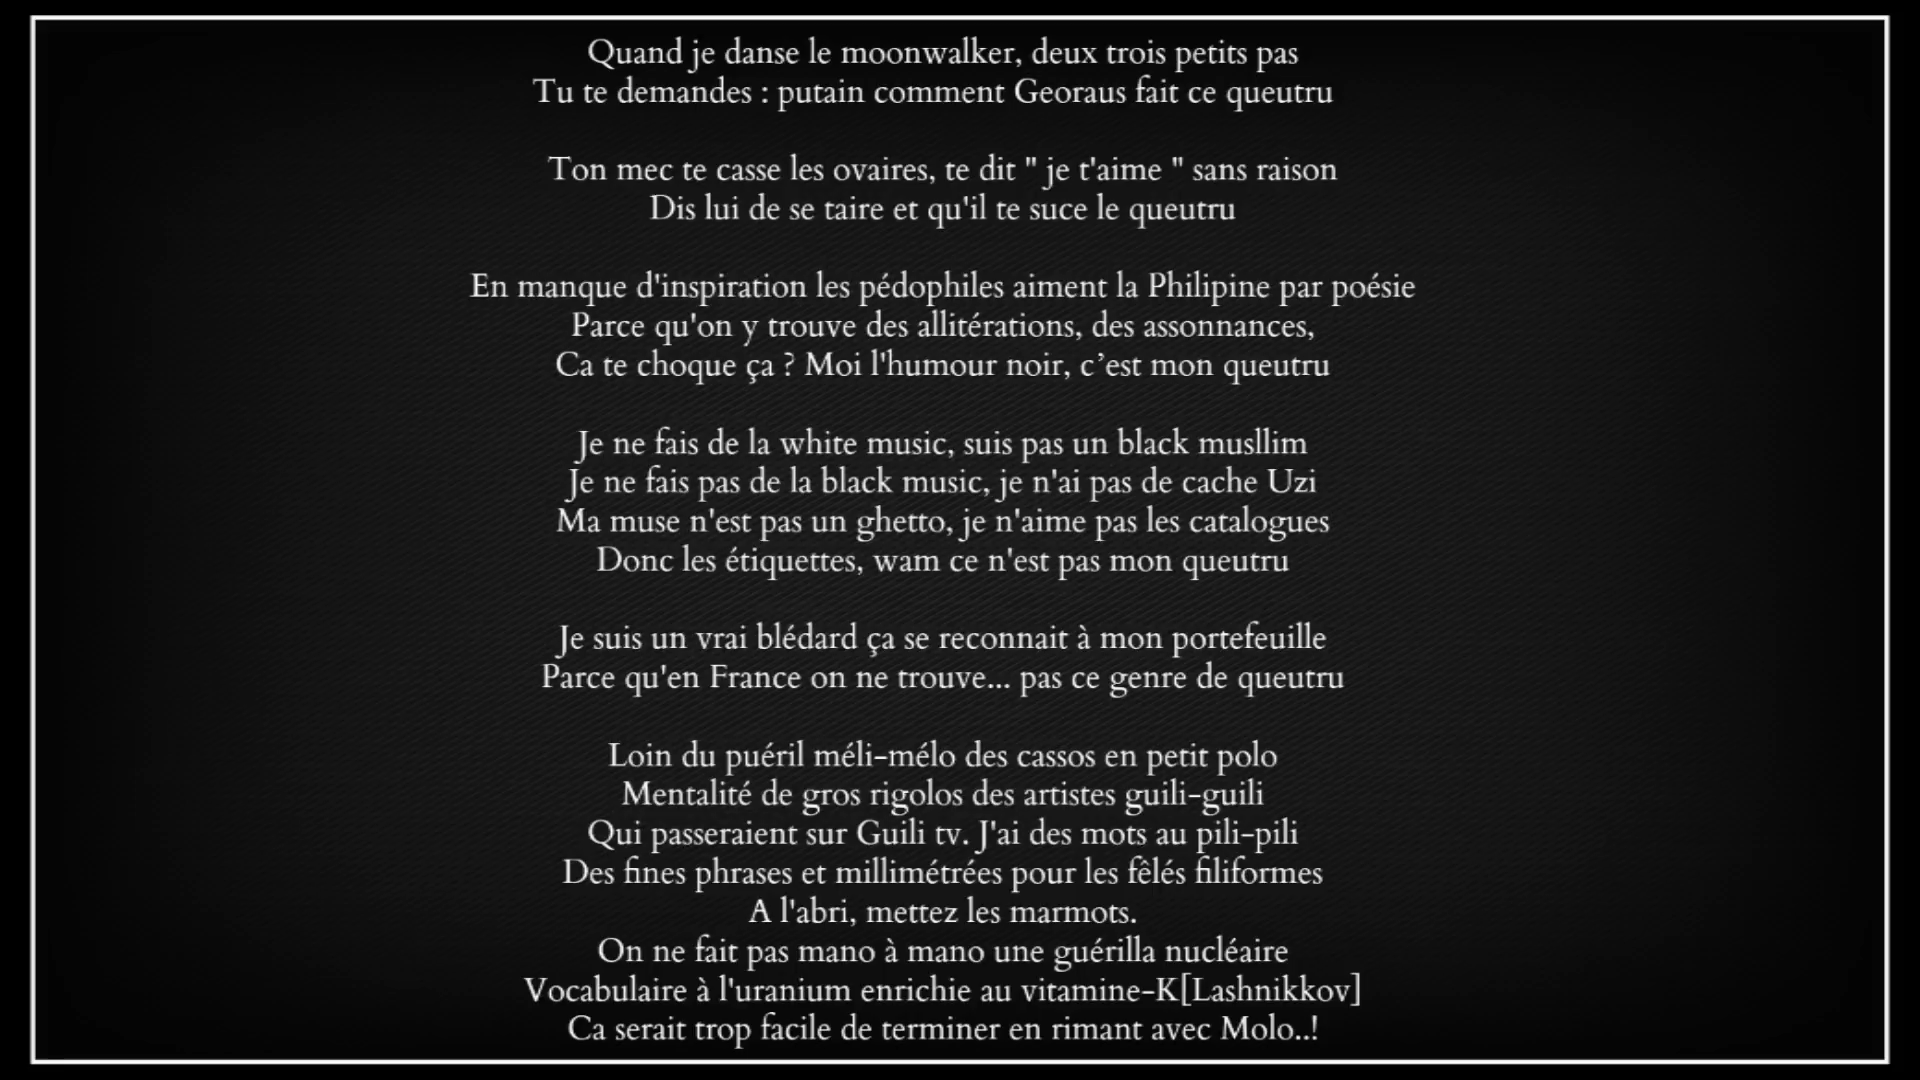 Quand je danse le moonwalker, deux trois petits pas
Tu te demandes : putain comment Georaus fait ce queutru
Ton mec te casse les ovaires, te dit " je t'aime " sans raison
Dis lui de se taire et qu'il te suce le queutru
En manque d'inspiration les pédophiles aiment la Philipine par poésie
Parce qu'on y trouve des allitérations, des assonnances,
Ca te choque ça ? Moi l'humour noir, c’est mon queutru
Je ne fais de la white music, suis pas un black musllim
Je ne fais pas de la black music, je n'ai pas de cache Uzi
Ma muse n'est pas un ghetto, je n'aime pas les catalogues
Donc les étiquettes, wam ce n'est pas mon queutru
Je suis un vrai blédard ça se reconnait à mon portefeuille
Parce qu'en France on ne trouve... pas ce genre de queutru
Loin du puéril méli-mélo des cassos en petit polo
Mentalité de gros rigolos des artistes guili-guili
Qui passeraient sur Guili tv. J'ai des mots au pili-pili
Des fines phrases et millimétrées pour les fêlés filiformes
A l'abri, mettez les marmots.
On ne fait pas mano à mano une guérilla nucléaire
Vocabulaire à l'uranium enrichie au vitamine-K[Lashnikkov]
Ca serait trop facile de terminer en rimant avec Molo..!